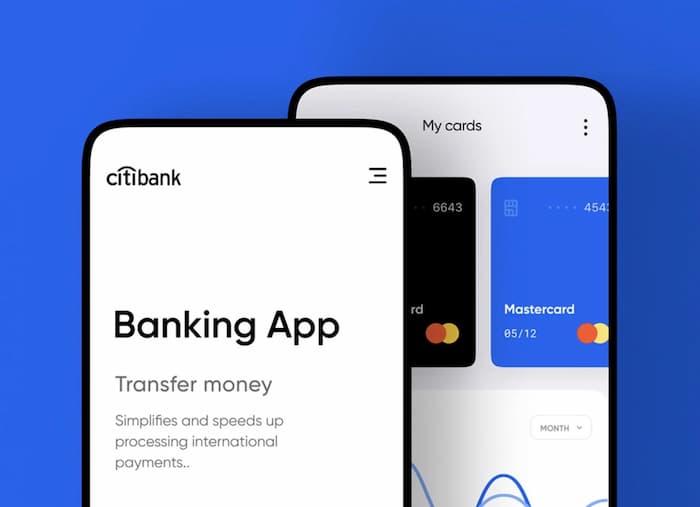 citibank
Banking App
Transfer money
Simplifies and speeds up
processing international
payments..
My cards
6643
rd
4543
Mastercard
05/12
MONTH